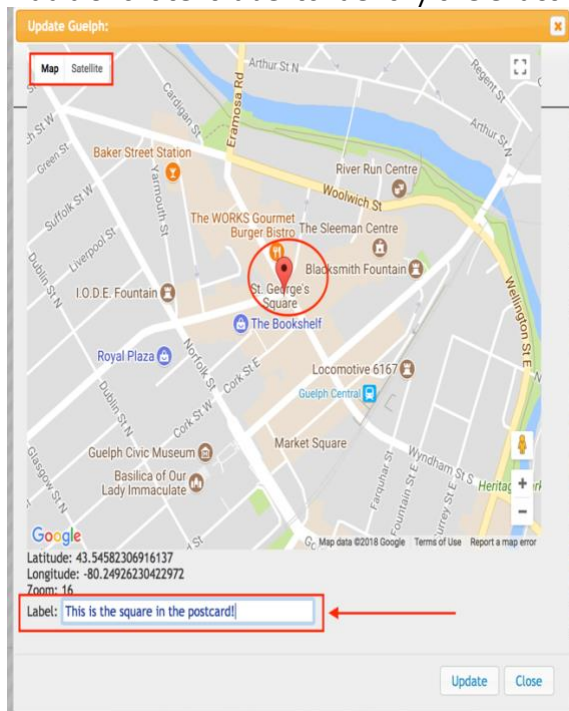 Update Guelph:
Map Satellite
Arthur St N
Regent St
Eramosa Rd
Cardigan St
Arthur St N
Green St
Baker Street Station
Yarmouth St
River Run Centre
Woolwich St
Suffolk St W
The WORKS Gourmet
Burger Bistro
The Sleeman Centre
Liverpool St
Dublin St N
Blacksmith Fountain
I.O.D.E. Fountain
St. George's
Square
Wellington St E
The Bookshelf
Royal Plaza
Norfolk St
Cork St E
Locomotive 6167
Guelph Central
Dublin St N
Cork St W
Market Square
Guelph Civic Museum
Wyndham St S
Basilica of Our
Lady Immaculate
Glasgow St N
Farquhar St
Fountain St E
Surrey St E
+
−
Google
Map data ©2018 Google Terms of Use Report a map error
Latitude: 43.54582306916137
Longitude: -80.24926230422972
Zoom: 16
Label: This is the square in the postcard!
Update Close